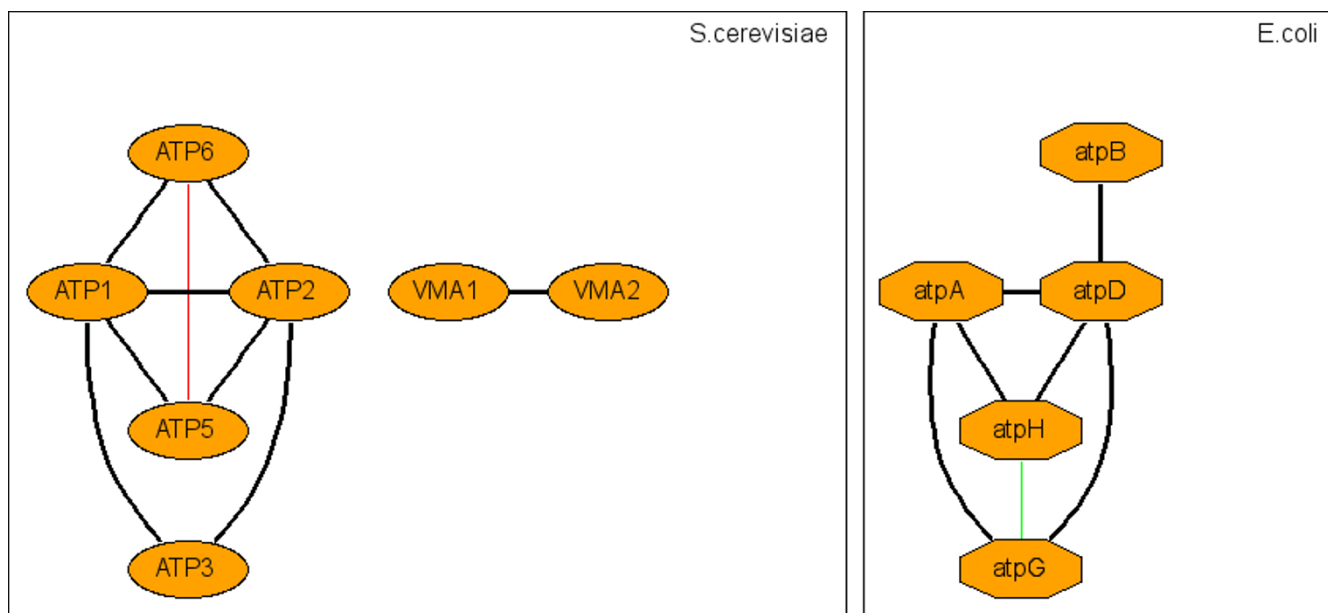 S.cerevisiae
ATP6
ATP1
ATP2
VMA1
VMA2
ATP5
ATP3
E.coli
atpB
atpA
atpD
atpH
atpG